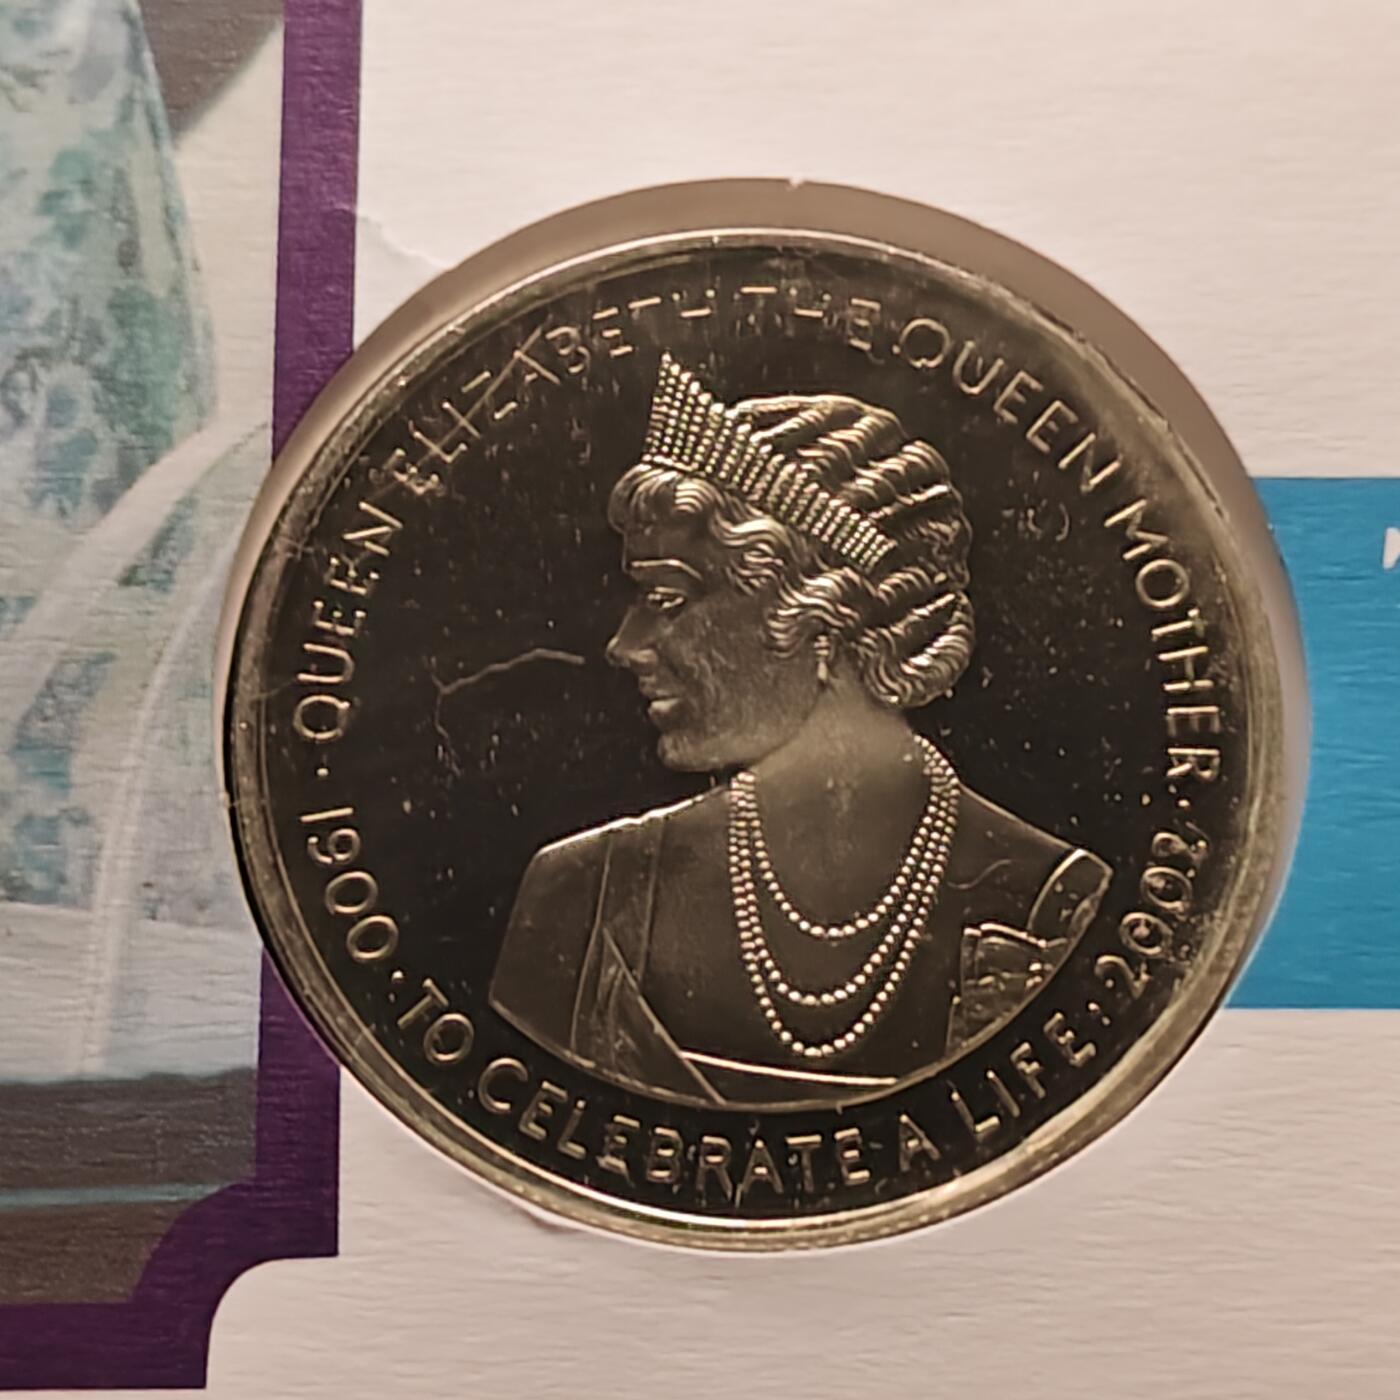 QUEEN ELIZABETH THE QUEEN MOTHER · 2002
1900 · TO CELEBRATE A LIFE ·